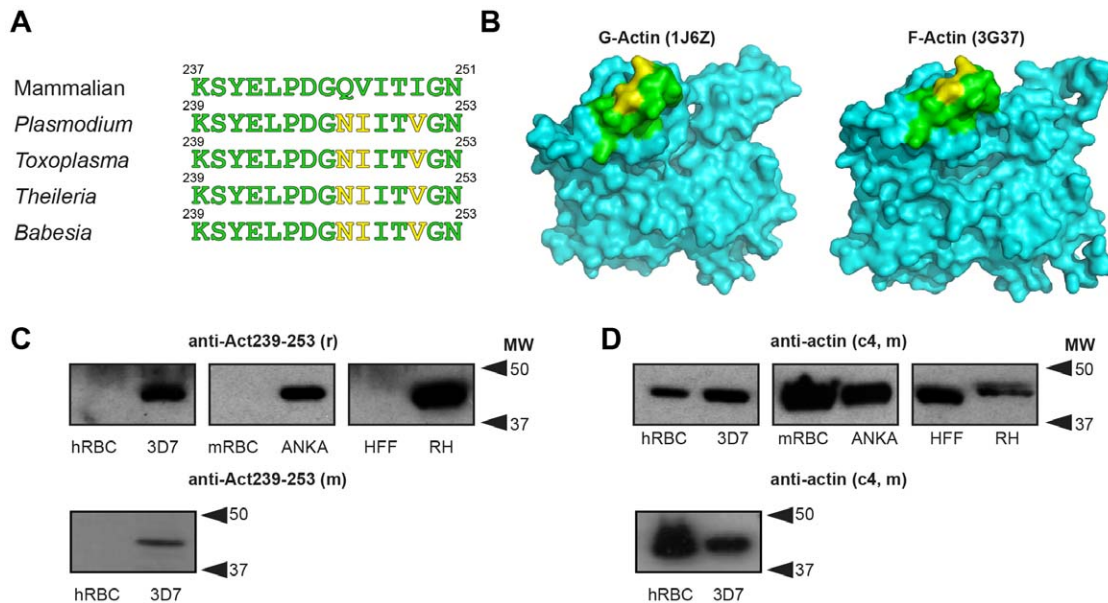 A
Mammalian
237 251
KSYELPDGQVITIGN
Plasmodium
239 253
KSYELPDGNIITVGN
Toxoplasma
239 253
KSYELPDGNIITVGN
Theileria
239 253
KSYELPDGNIITVGN
Babesia
239 253
KSYELPDGNIITVGN
B
G-Actin (1J6Z)
F-Actin (3G37)
C
anti-Act239-253 (r)
MW
50
37
hRBC 3D7 mRBC ANKA HFF RH
anti-Act239-253 (m)
50
37
hRBC 3D7
D
anti-actin (c4, m)
MW
50
37
hRBC 3D7 mRBC ANKA HFF RH
anti-actin (c4, m)
50
37
hRBC 3D7